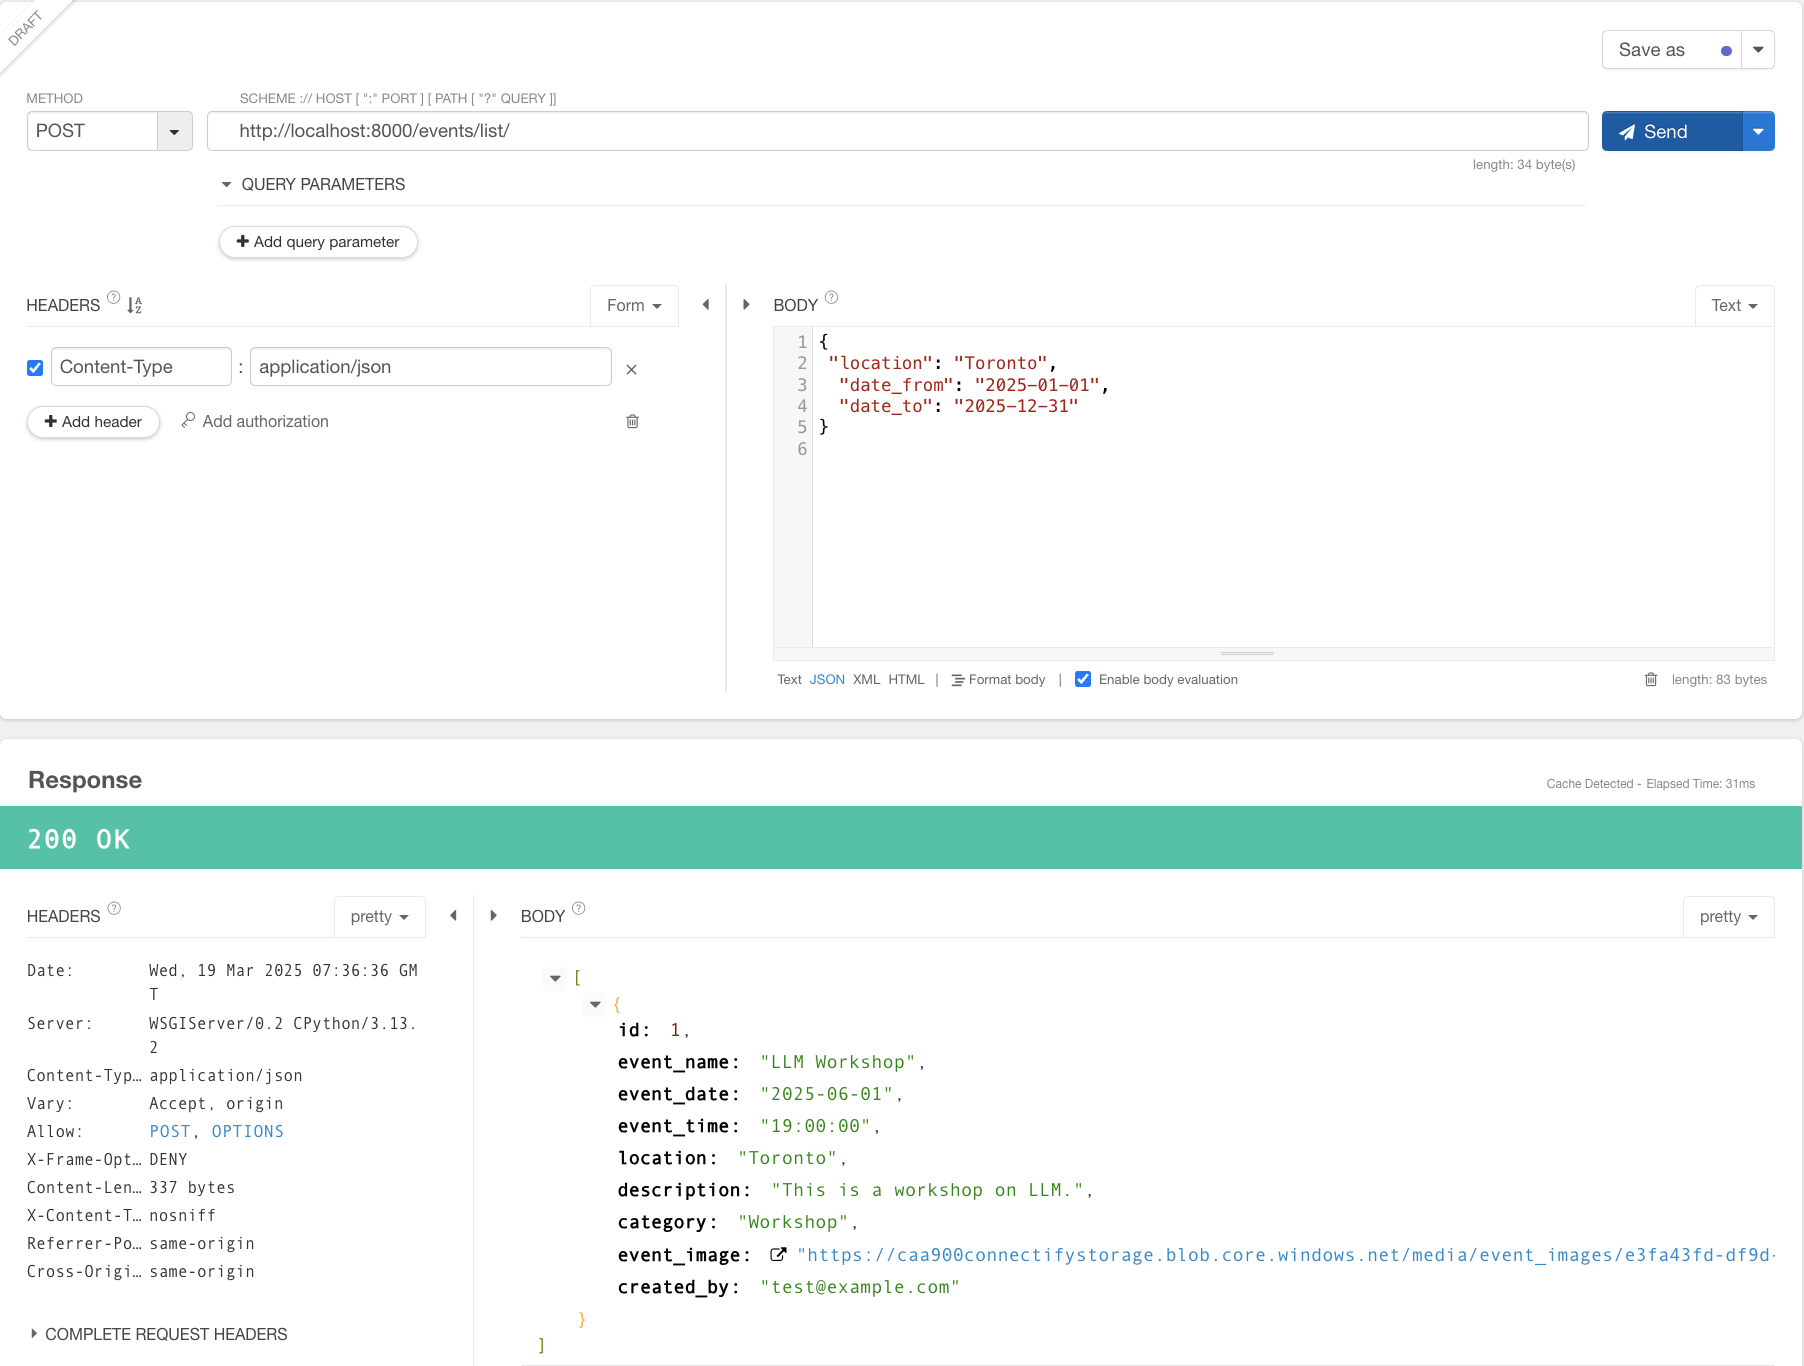 DRAFT
Save as
METHOD
SCHEME :// HOST [ ":" PORT ] [ PATH [ "?" QUERY ]]
POST
http://localhost:8000/events/list/
Send
length: 34 byte(s)
QUERY PARAMETERS
Add query parameter
HEADERS ?
Form
Content-Type : application/json
Add header
Add authorization
BODY ?
Text
1 {
2 "location": "Toronto",
3 "date_from": "2025-01-01",
4 "date_to": "2025-12-31"
5 }
6
Text JSON XML HTML | Format body | Enable body evaluation
length: 83 bytes
Response
Cache Detected - Elapsed Time: 31ms
200 OK
HEADERS ?
pretty
Date: Wed, 19 Mar 2025 07:36:36 GM
T
Server: WSGIServer/0.2 CPython/3.13.
2
Content-Typ… application/json
Vary: Accept, origin
Allow: POST, OPTIONS
X-Frame-Opt… DENY
Content-Len… 337 bytes
X-Content-T… nosniff
Referrer-Po… same-origin
Cross-Origi… same-origin
COMPLETE REQUEST HEADERS
BODY ?
pretty
[
{
id: 1,
event_name: "LLM Workshop",
event_date: "2025-06-01",
event_time: "19:00:00",
location: "Toronto",
description: "This is a workshop on LLM.",
category: "Workshop",
event_image: "https://caa900connectifystorage.blob.core.windows.net/media/event_images/e3fa43fd-df9d-
created_by: "test@example.com"
}
]